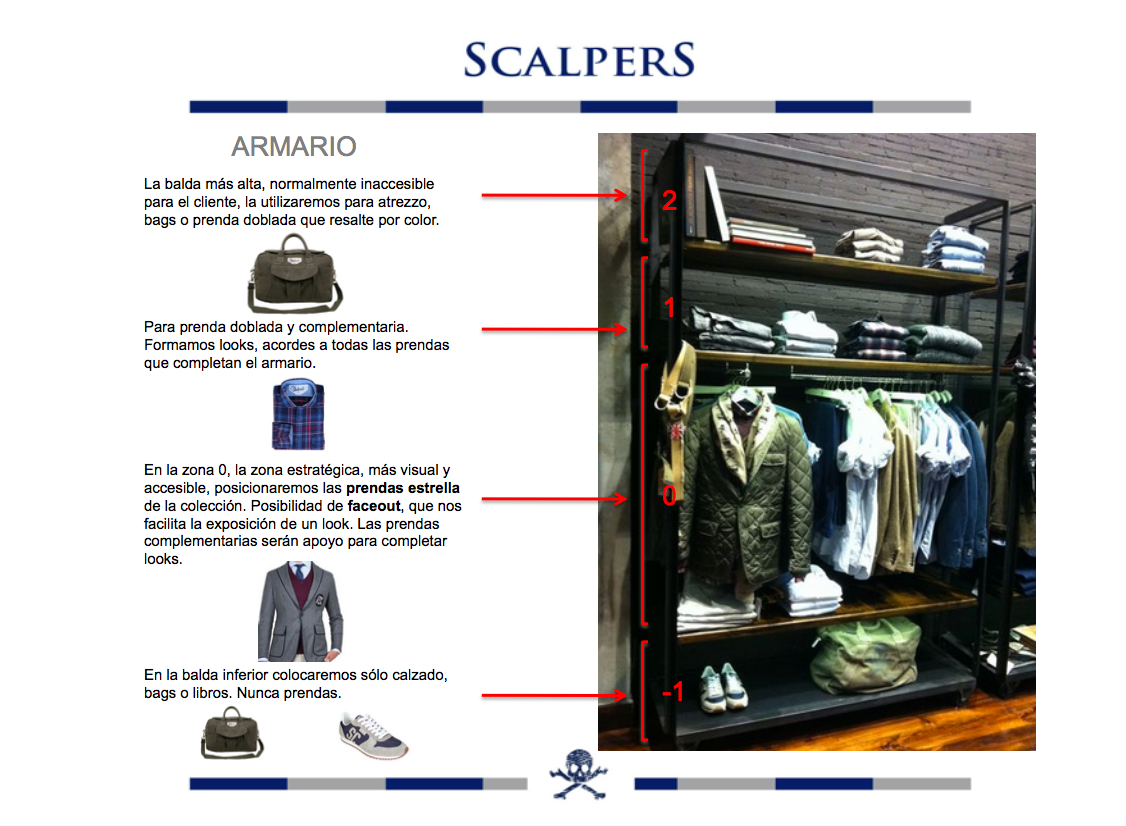 SCALPERS
ARMARIO
La balda más alta, normalmente inaccesible
para el cliente, la utilizaremos para atrezzo,
bags o prenda doblada que resalte por color.
2
1
Para prenda doblada y complementaria.
Formamos looks, acordes a todas las prendas
que completan el armario.
En la zona 0, la zona estratégica, más visual y
accesible, posicionaremos las prendas estrella
de la colección. Posibilidad de faceout, que nos
facilita la exposición de un look. Las prendas
complementarias serán apoyo para completar
looks.
0
En la balda inferior colocaremos sólo calzado,
bags o libros. Nunca prendas.
-1